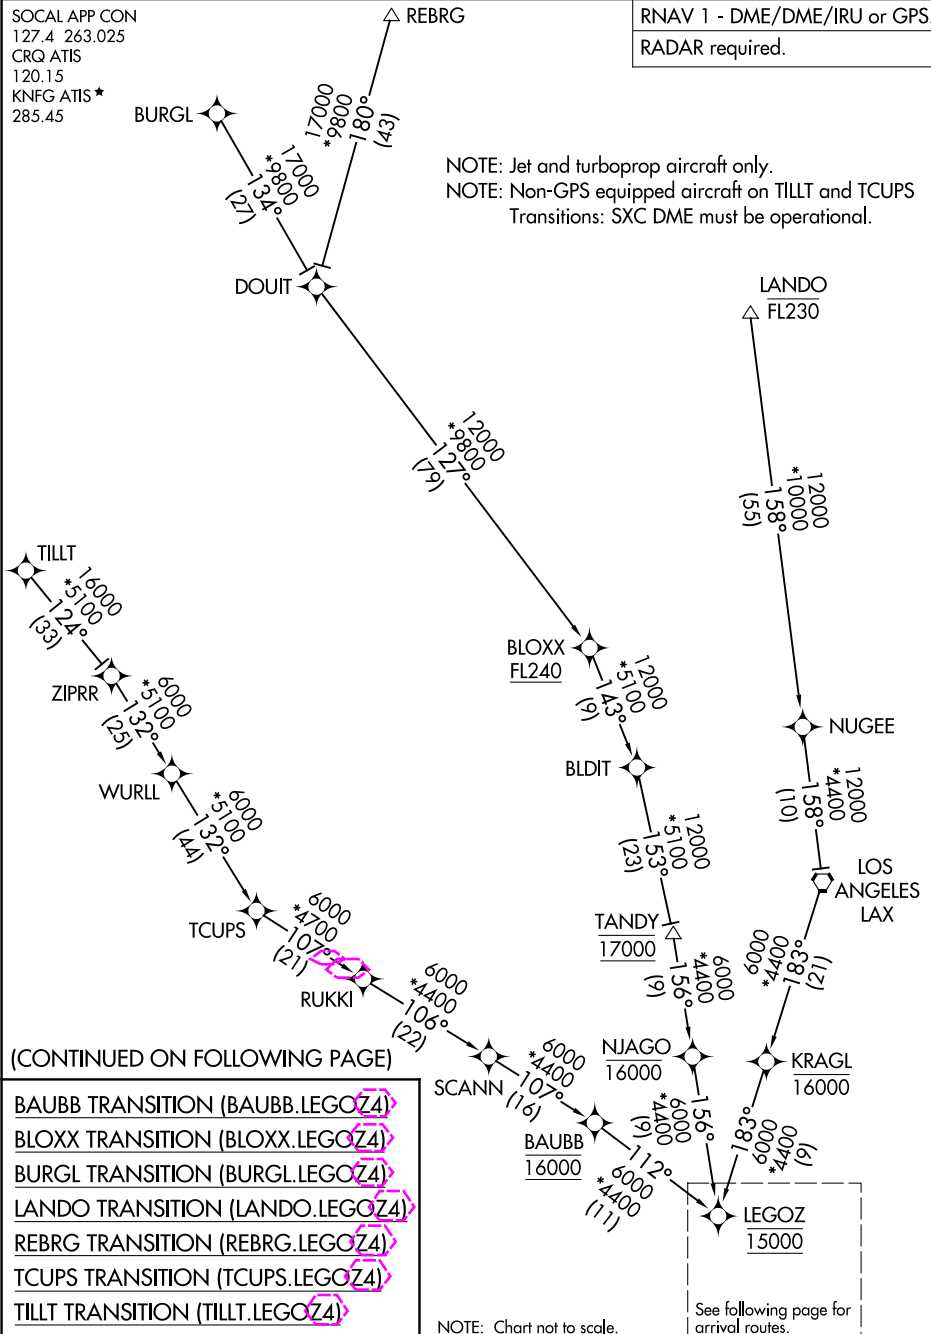 SOCAL APP CON
127.4 263.025
CRQ ATIS
120.15
KNFG ATIS★
285.45
REBRG
RNAV 1 - DME/DME/IRU or GPS.
RADAR required.
BURGL
17000
*9800
180°
(43)
17000
*9800
134°
(27)
NOTE: Jet and turboprop aircraft only.
NOTE: Non-GPS equipped aircraft on TILLT and TCUPS
Transitions: SXC DME must be operational.
DOUIT
LANDO
FL230
12000
*9800
127°
(79)
12000
*10000
158°
(55)
TILLT
16000
*5100
124°
(33)
ZIPRR
BLOXX
FL240
12000
*5100
143°
(9)
6000
*5100
132°
(25)
NUGEE
WURLL
BLDIT
12000
*4400
158°
(10)
6000
*5100
132°
(44)
12000
*5100
153°
(23)
LOS
ANGELES
LAX
TCUPS
TANDY
17000
6000
*4700
107°
(21)
RUKKI
6000
*4400
156°
(9)
6000
*4400
183°
(21)
6000
*4400
106°
(22)
(CONTINUED ON FOLLOWING PAGE)
NJAGO
16000
KRAGL
16000
SCANN
6000
*4400
107°
(16)
BAUBB
16000
6000
*4400
156°
(9)
183°
6000
*4400
(9)
112°
6000
*4400
(11)
LEGOZ
15000
BAUBB TRANSITION (BAUBB.LEGOZ4)
BLOXX TRANSITION (BLOXX.LEGOZ4)
BURGL TRANSITION (BURGL.LEGOZ4)
LANDO TRANSITION (LANDO.LEGOZ4)
REBRG TRANSITION (REBRG.LEGOZ4)
TCUPS TRANSITION (TCUPS.LEGOZ4)
TILLT TRANSITION (TILLT.LEGOZ4)
NOTE: Chart not to scale.
See following page for
arrival routes.